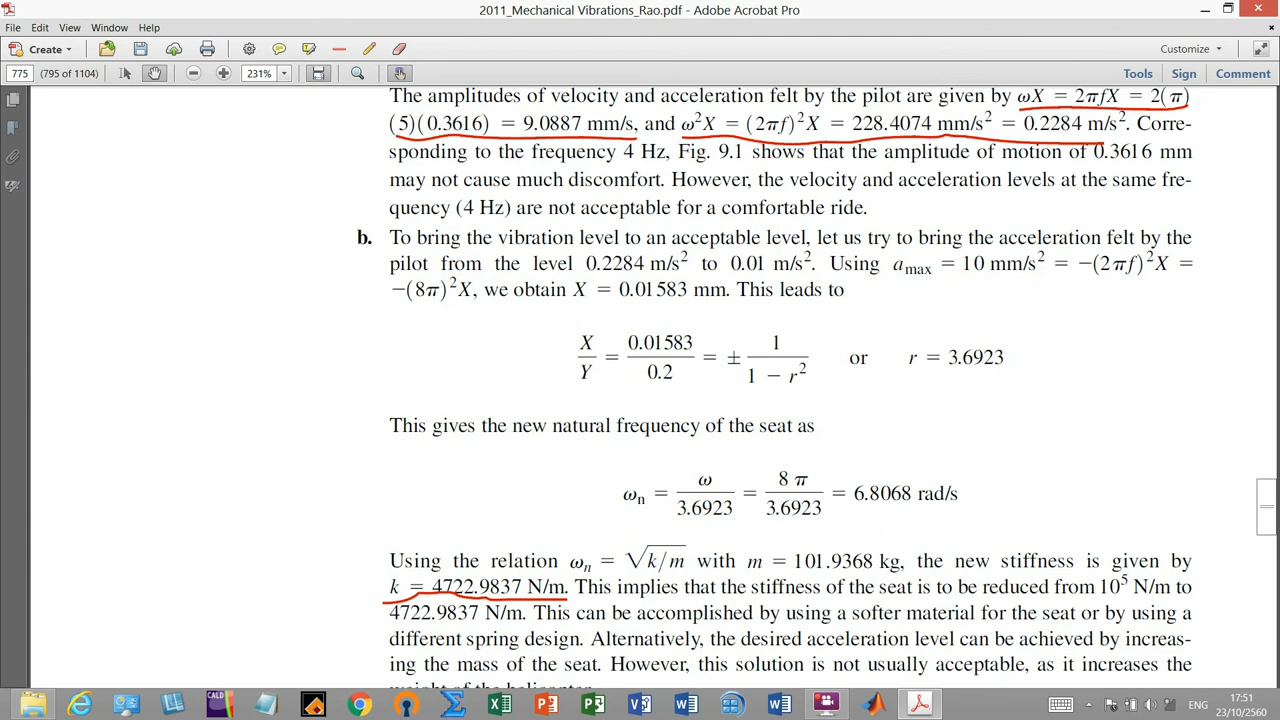 2011_Mechanical Vibrations_Rao.pdf - Adobe Acrobat Pro
File Edit View Window Help
Create Customize
775 (795 of 1104) 231% Tools Sign Comment
The amplitudes of velocity and acceleration felt by the pilot are given by ωX = 2πfX = 2(π)
(5)(0.3616) = 9.0887 mm/s, and ω²X = (2πf)²X = 228.4074 mm/s² = 0.2284 m/s². Corre-
sponding to the frequency 4 Hz, Fig. 9.1 shows that the amplitude of motion of 0.3616 mm
may not cause much discomfort. However, the velocity and acceleration levels at the same fre-
quency (4 Hz) are not acceptable for a comfortable ride.
b. To bring the vibration level to an acceptable level, let us try to bring the acceleration felt by the
pilot from the level 0.2284 m/s² to 0.01 m/s². Using a_max = 10 mm/s² = −(2πf)²X =
−(8π)²X, we obtain X = 0.01583 mm. This leads to
X/Y = 0.01583/0.2 = ± 1/(1 − r²) or r = 3.6923
This gives the new natural frequency of the seat as
ω_n = ω/3.6923 = 8π/3.6923 = 6.8068 rad/s
Using the relation ω_n = √k/m with m = 101.9368 kg, the new stiffness is given by
k = 4722.9837 N/m. This implies that the stiffness of the seat is to be reduced from 10⁵ N/m to
4722.9837 N/m. This can be accomplished by using a softer material for the seat or by using a
different spring design. Alternatively, the desired acceleration level can be achieved by increas-
ing the mass of the seat. However, this solution is not usually acceptable, as it increases the
weight of the helicopter.
CALD
ENG
17:51
23/10/2560